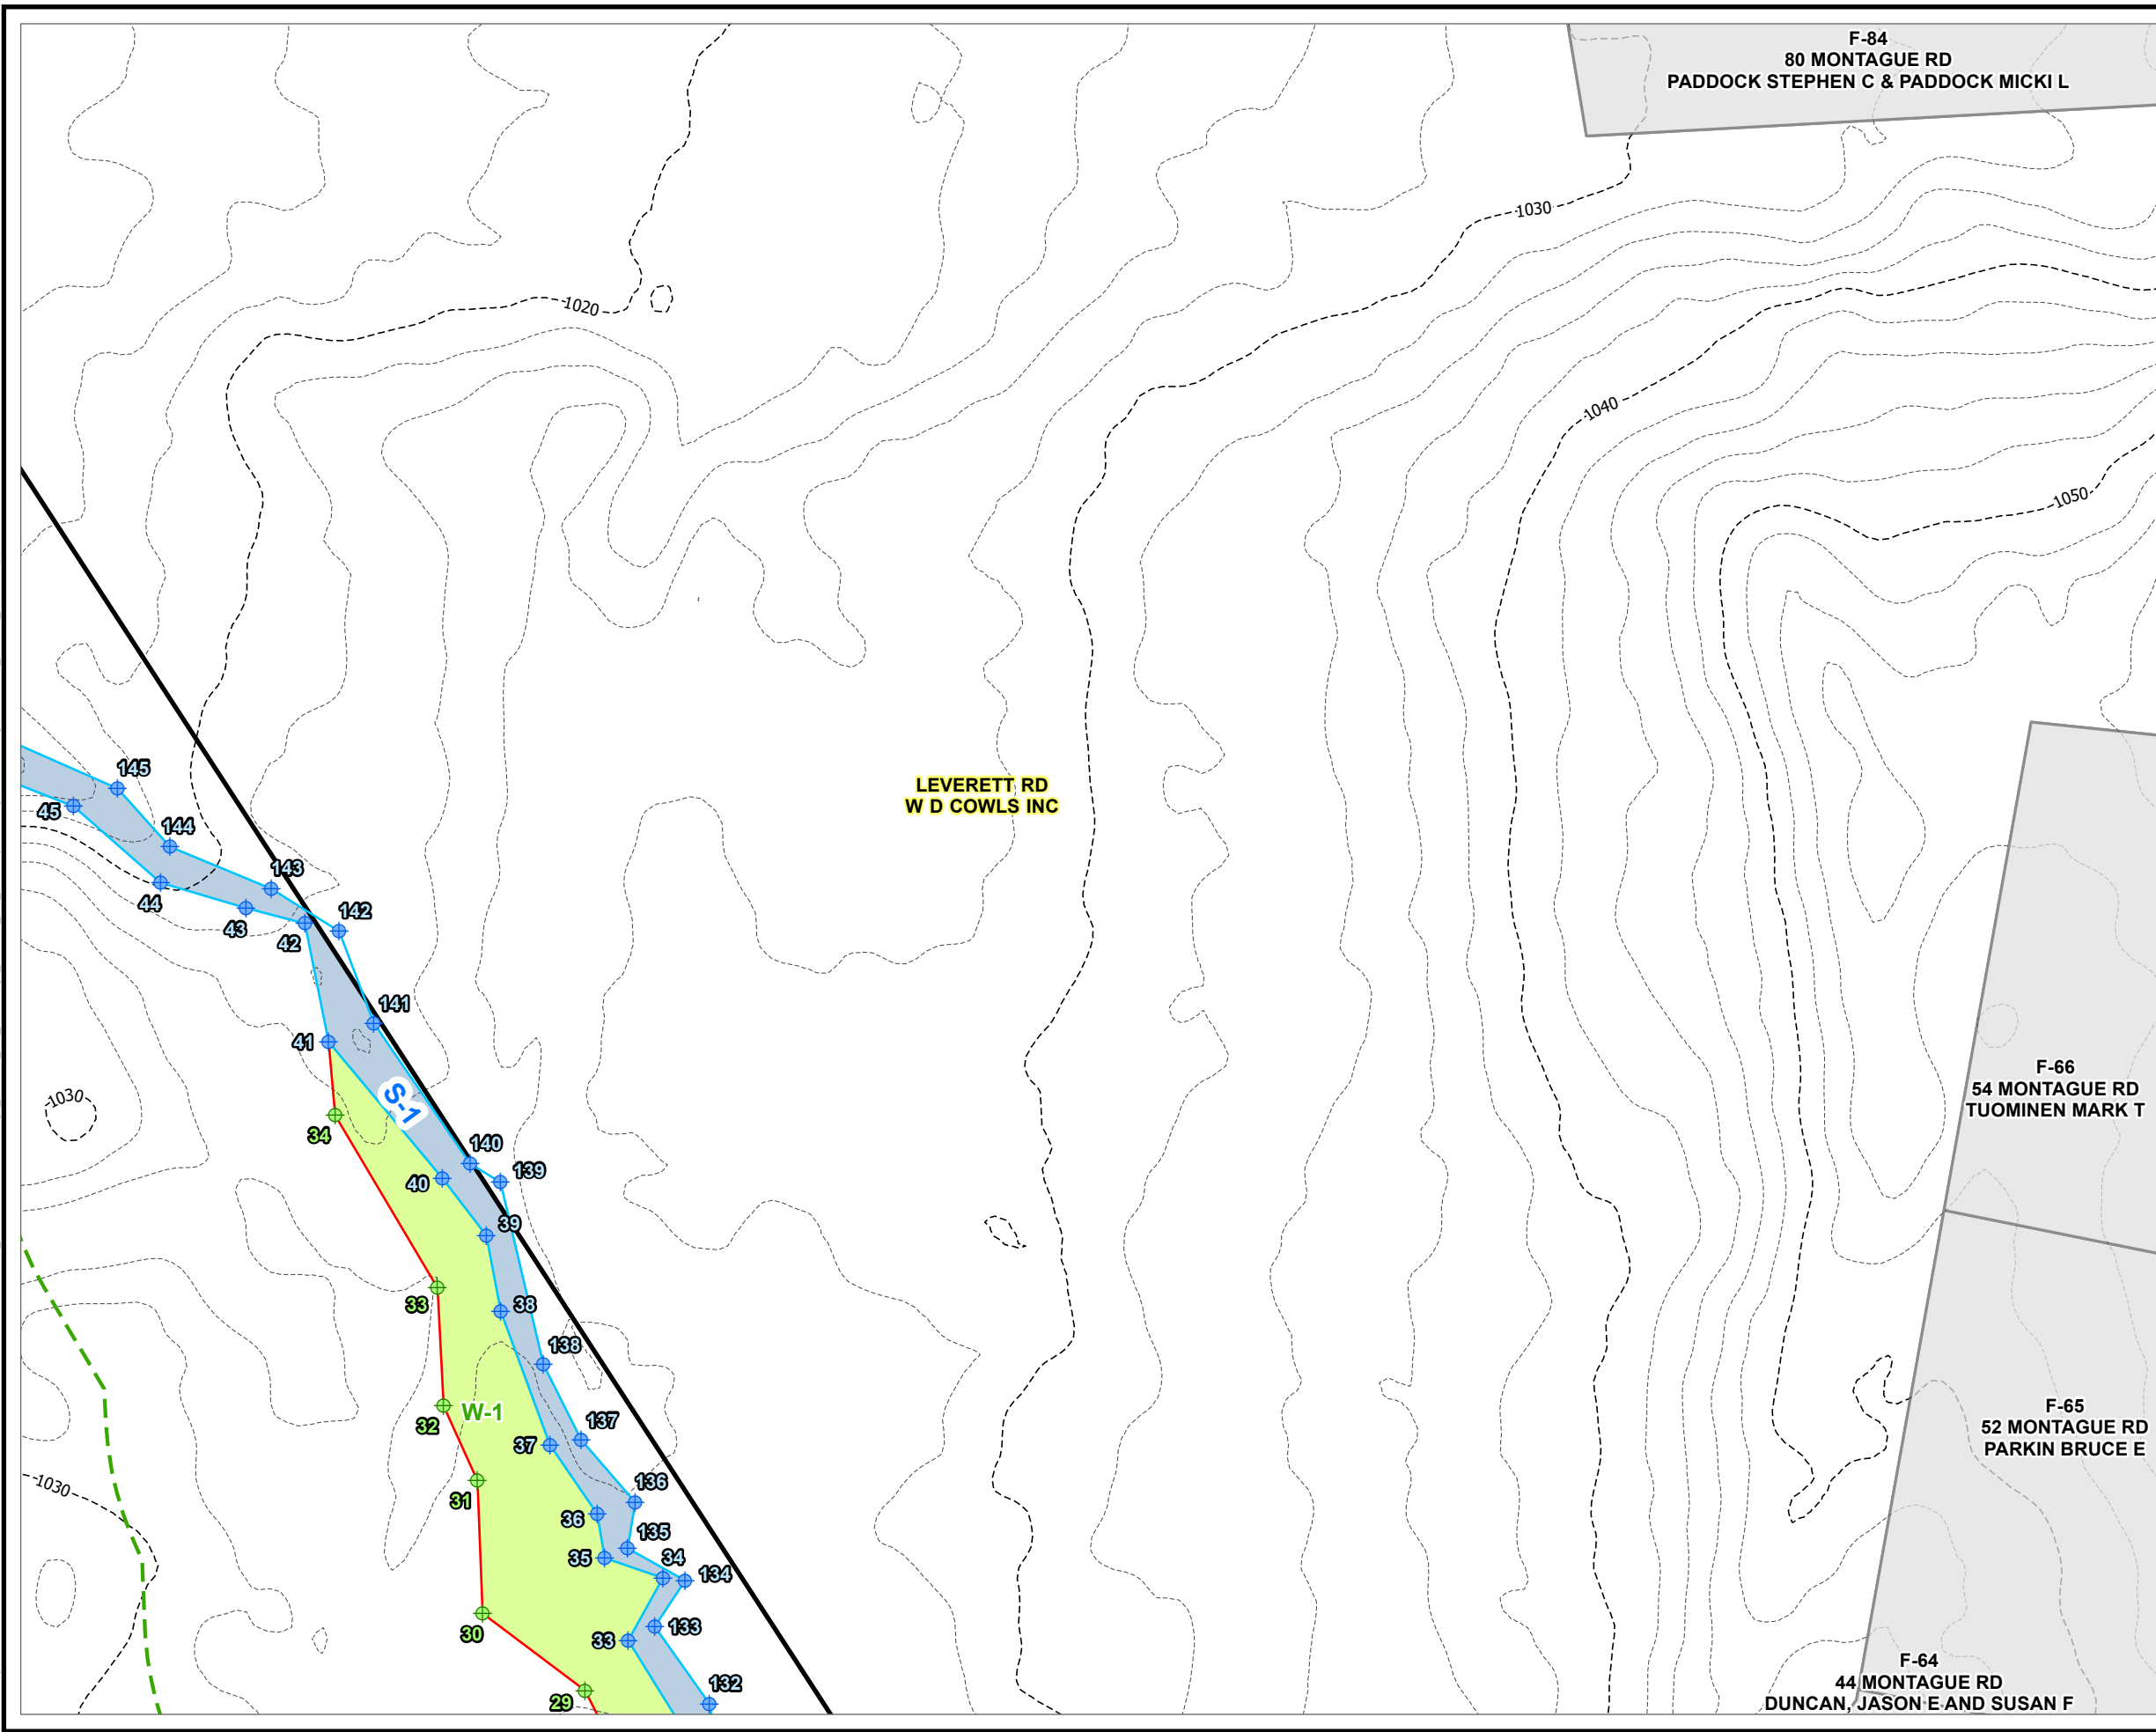 F-84
80 MONTAGUE RD
PADDOCK STEPHEN C & PADDOCK MICKI L
1030
1020
1040
1050
LEVERETT RD
W D COWLS INC
145
45
144
143
44
142
43
42
141
41
S-1
1030
34
140
139
40
39
F-66
54 MONTAGUE RD
TUOMINEN MARK T
33
38
138
W-1
32
137
37
F-65
52 MONTAGUE RD
PARKIN BRUCE E
1030
31
136
36
135
35
34
134
30
33
133
F-64
44 MONTAGUE RD
DUNCAN, JASON E AND SUSAN F
29
132